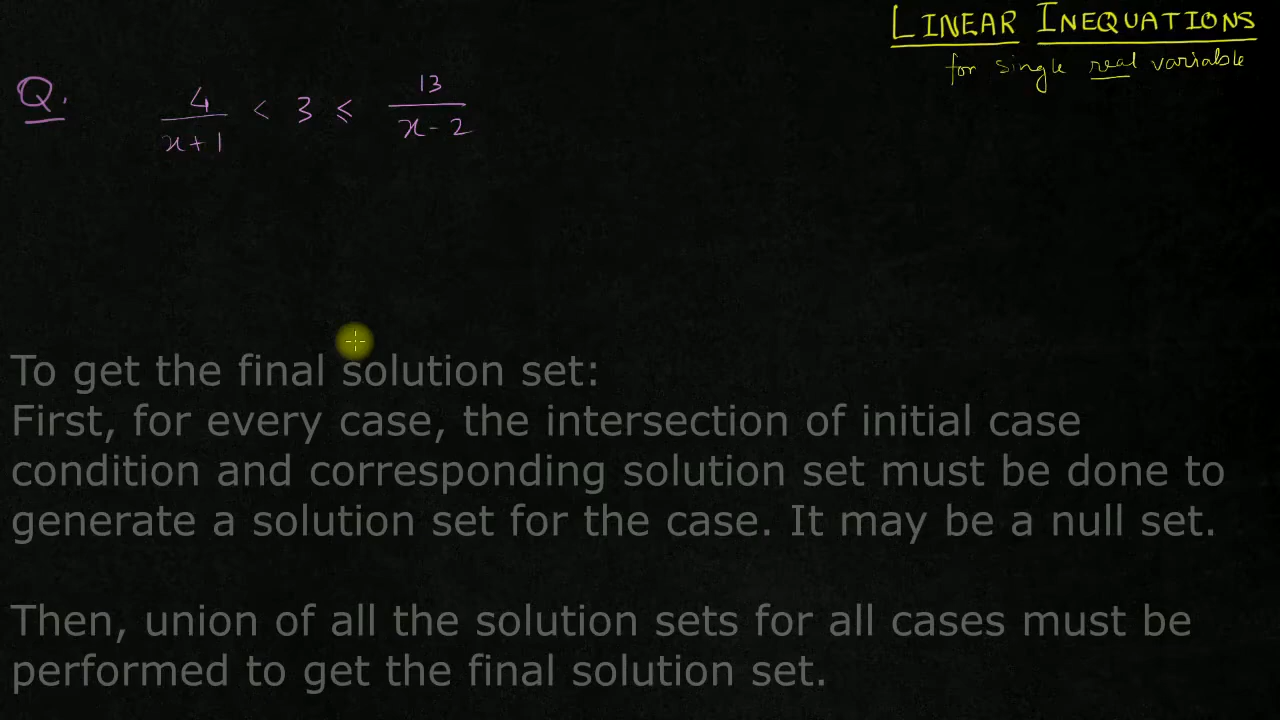 LINEAR INEQUATIONS
for single real variable
Q. 4/(x+1) < 3 ⩽ 13/(x-2)
To get the final solution set:
First, for every case, the intersection of initial case
condition and corresponding solution set must be done to
generate a solution set for the case. It may be a null set.
Then, union of all the solution sets for all cases must be
performed to get the final solution set.